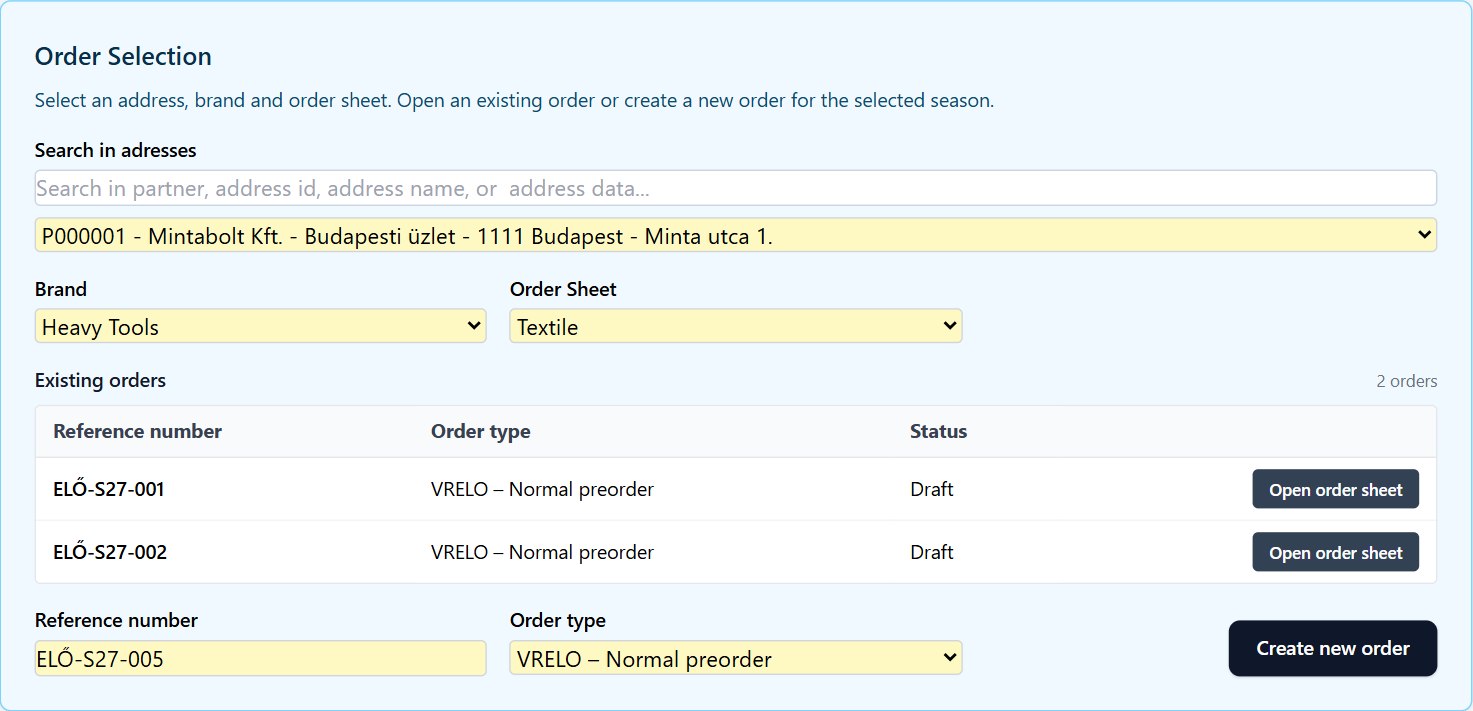 Order Selection
Select an address, brand and order sheet. Open an existing order or create a new order for the selected season.
Search in adresses
Search in partner, address id, address name, or  address data...
P000001 - Mintabolt Kft. - Budapesti üzlet - 1111 Budapest - Minta utca 1.
Brand Order Sheet
Heavy Tools Textile
Existing orders 2 orders
Reference number Order type Status
ELŐ-S27-001 VRELO – Normal preorder Draft Open order sheet
ELŐ-S27-002 VRELO – Normal preorder Draft Open order sheet
Reference number Order type
ELŐ-S27-005 VRELO – Normal preorder Create new order